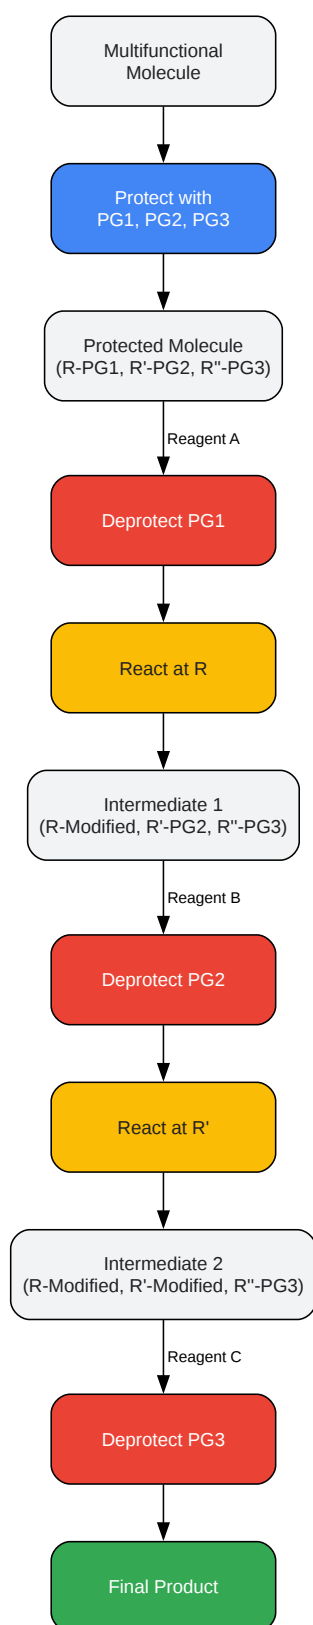 Multifunctional
Molecule
Protect with
PG1, PG2, PG3
Protected Molecule
(R-PG1, R'-PG2, R''-PG3)
Reagent A
Deprotect PG1
React at R
Intermediate 1
(R-Modified, R'-PG2, R''-PG3)
Reagent B
Deprotect PG2
React at R'
Intermediate 2
(R-Modified, R'-Modified, R''-PG3)
Reagent C
Deprotect PG3
Final Product